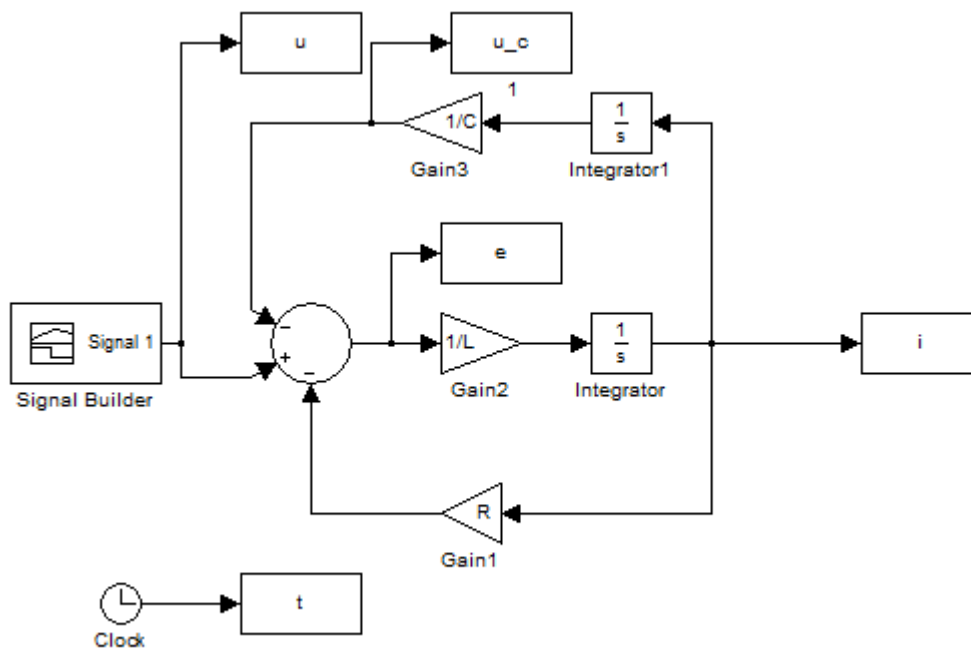 u
u_c
1
1/C
Gain3
1
s
Integrator1
e
Signal 1
Signal Builder
−
+
−
1/L
Gain2
1
s
Integrator
i
R
Gain1
t
Clock